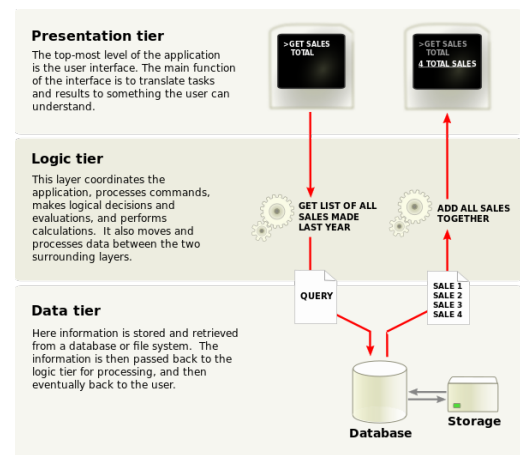 Presentation tier
The top-most level of the application
is the user interface. The main function
of the interface is to translate tasks
and results to something the user can
understand.
>GET SALES
TOTAL
>GET SALES
TOTAL
4 TOTAL SALES
Logic tier
This layer coordinates the
application, processes commands,
makes logical decisions and
evaluations, and performs
calculations. It also moves and
processes data between the two
surrounding layers.
GET LIST OF ALL
SALES MADE
LAST YEAR
ADD ALL SALES
TOGETHER
QUERY
SALE 1
SALE 2
SALE 3
SALE 4
Data tier
Here information is stored and retrieved
from a database or file system. The
information is then passed back to the
logic tier for processing, and then
eventually back to the user.
Database
Storage